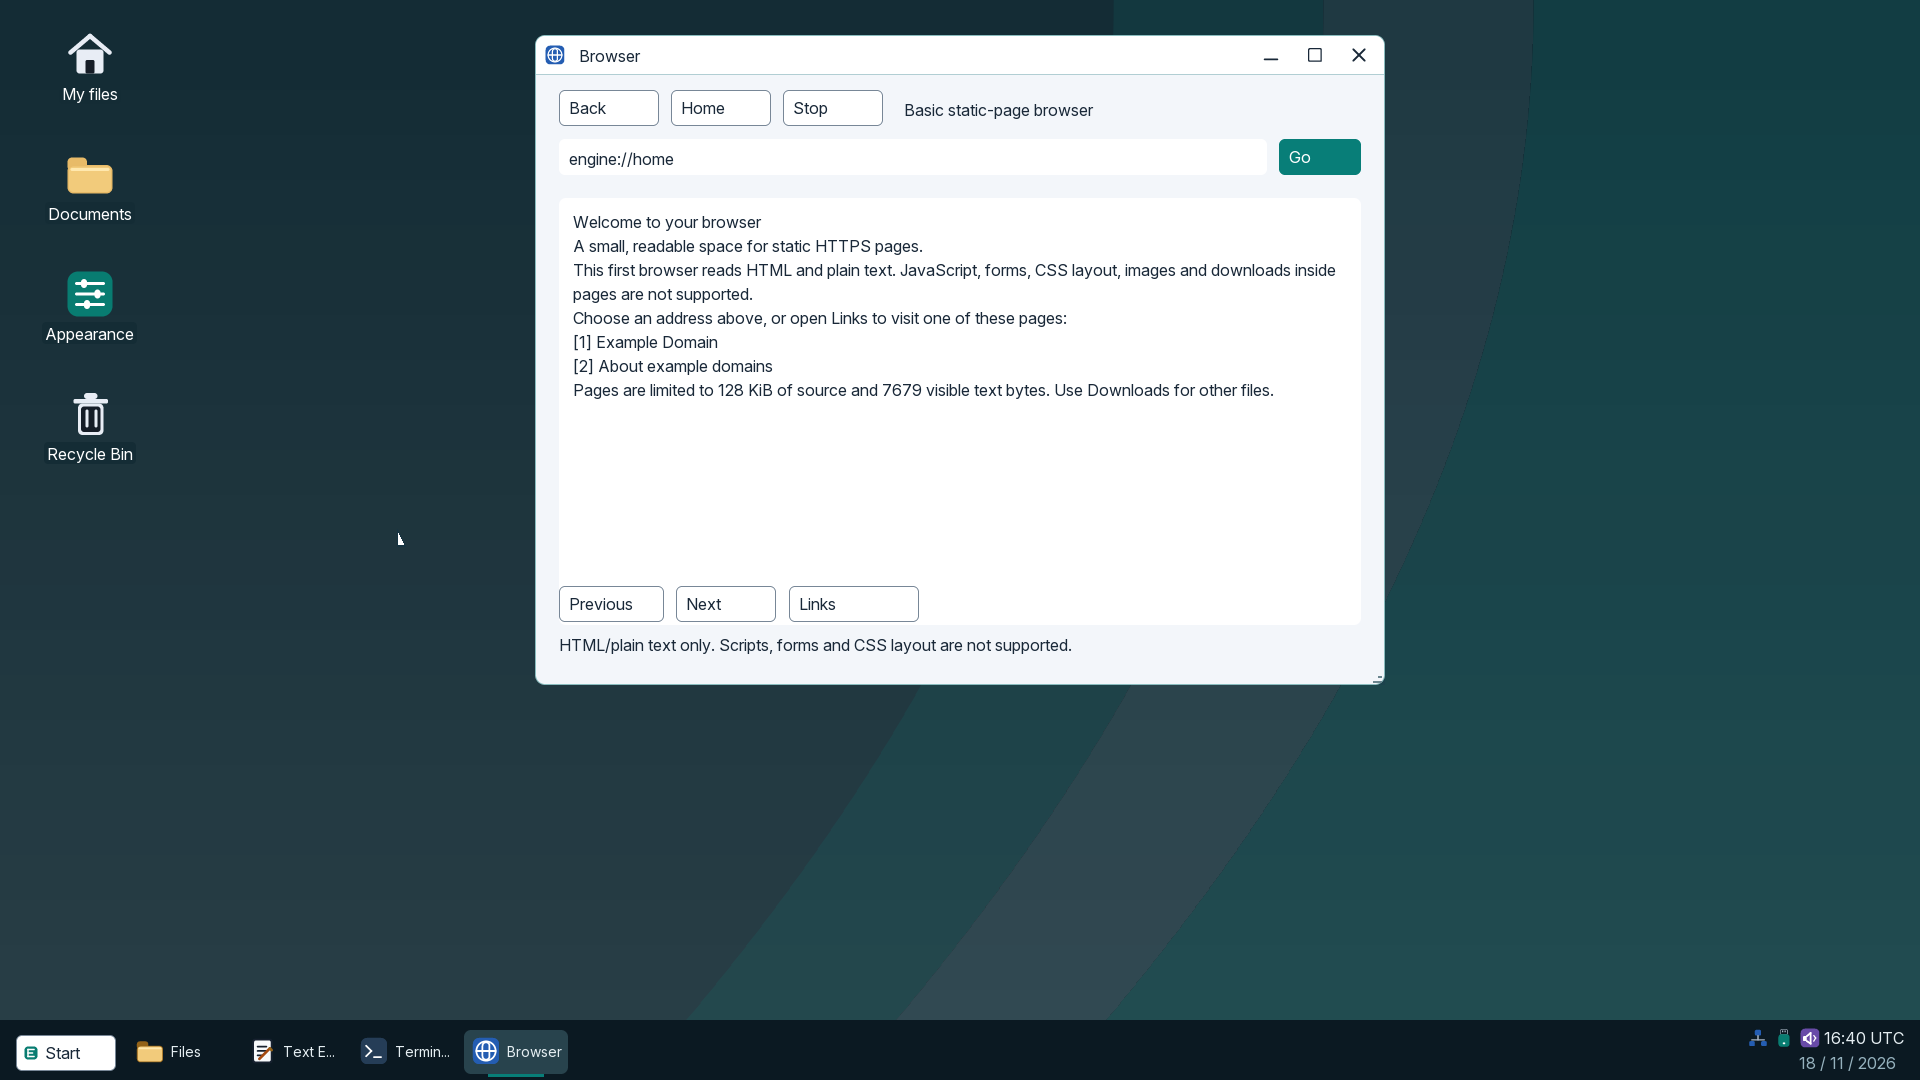 My files
Documents
Appearance
Recycle Bin
Browser
Back
Home
Stop
Basic static-page browser
engine://home
Go
Welcome to your browser
A small, readable space for static HTTPS pages.
This first browser reads HTML and plain text. JavaScript, forms, CSS layout, images and downloads inside
pages are not supported.
Choose an address above, or open Links to visit one of these pages:
[1] Example Domain
[2] About example domains
Pages are limited to 128 KiB of source and 7679 visible text bytes. Use Downloads for other files.
Previous
Next
Links
HTML/plain text only. Scripts, forms and CSS layout are not supported.
Start
Files
Text E...
Termin...
Browser
16:40 UTC
18 / 11 / 2026